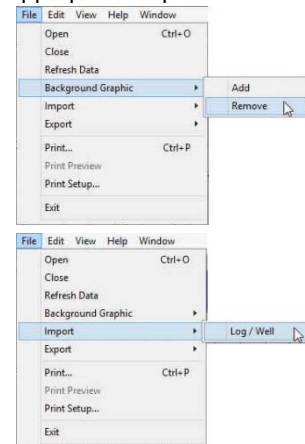 File Edit View Help Window
Open Ctrl+O
Close
Refresh Data
Background Graphic Add
Import Remove
Export
Print... Ctrl+P
Print Preview
Print Setup...
Exit
File Edit View Help Window
Open Ctrl+O
Close
Refresh Data
Background Graphic
Import Log / Well
Export
Print... Ctrl+P
Print Preview
Print Setup...
Exit